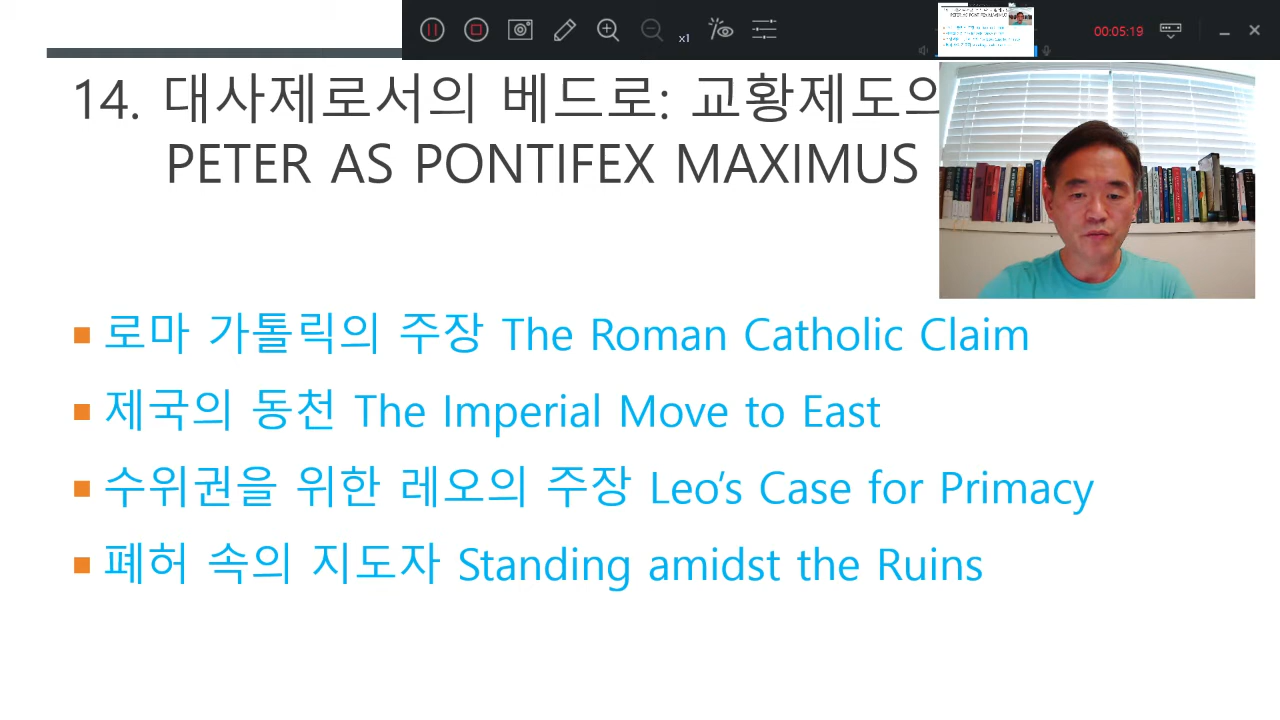 x1
00:05:19
14. 대사제로서의 베드로: 교황제도의
PETER AS PONTIFEX MAXIMUS
로마 가톨릭의 주장 The Roman Catholic Claim
제국의 동천 The Imperial Move to East
수위권을 위한 레오의 주장 Leo's Case for Primacy
폐허 속의 지도자 Standing amidst the Ruins